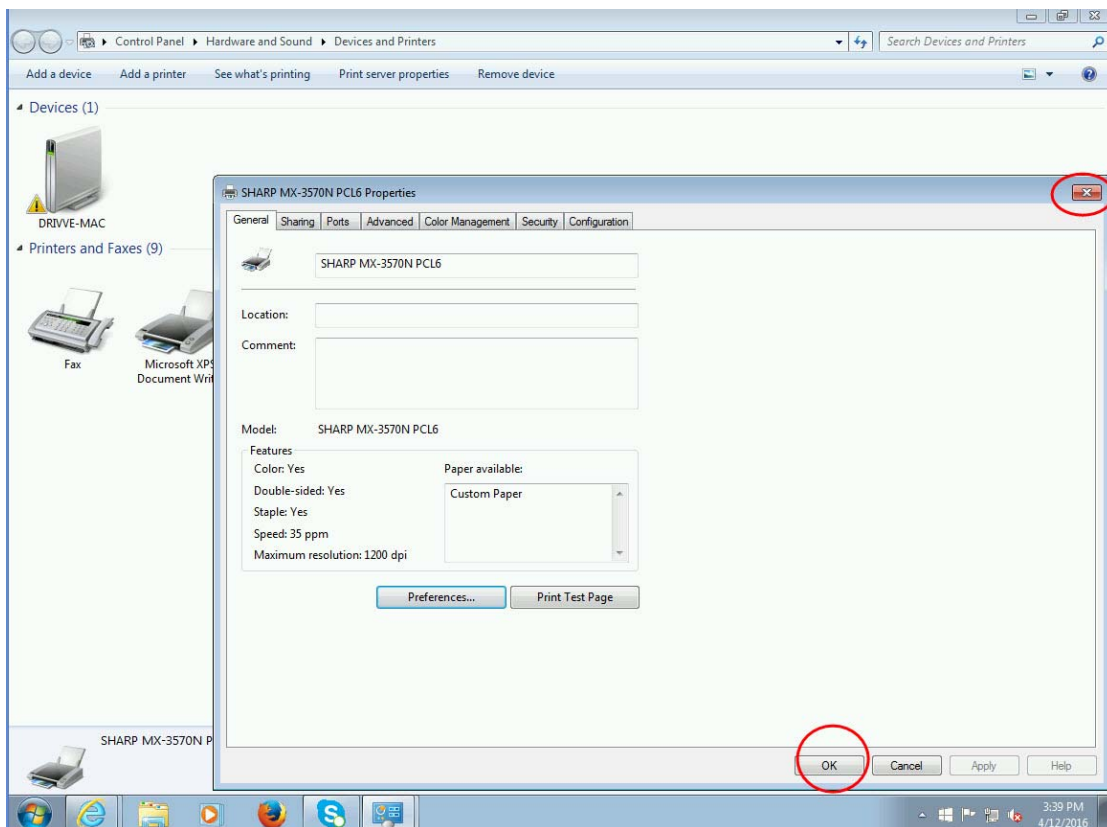 Control Panel Hardware and Sound Devices and Printers
Search Devices and Printers
Add a device Add a printer See what's printing Print server properties Remove device
Devices (1)
DRIVVE-MAC
Printers and Faxes (9)
Fax
Microsoft XPS
Document Writ
SHARP MX-3570N PCL6 Properties
General Sharing Ports Advanced Color Management Security Configuration
SHARP MX-3570N PCL6
Location:
Comment:
Model: SHARP MX-3570N PCL6
Features
Color: Yes Paper available:
Double-sided: Yes Custom Paper
Staple: Yes
Speed: 35 ppm
Maximum resolution: 1200 dpi
Preferences... Print Test Page
SHARP MX-3570N P
OK Cancel Apply Help
3:39 PM
4/12/2016